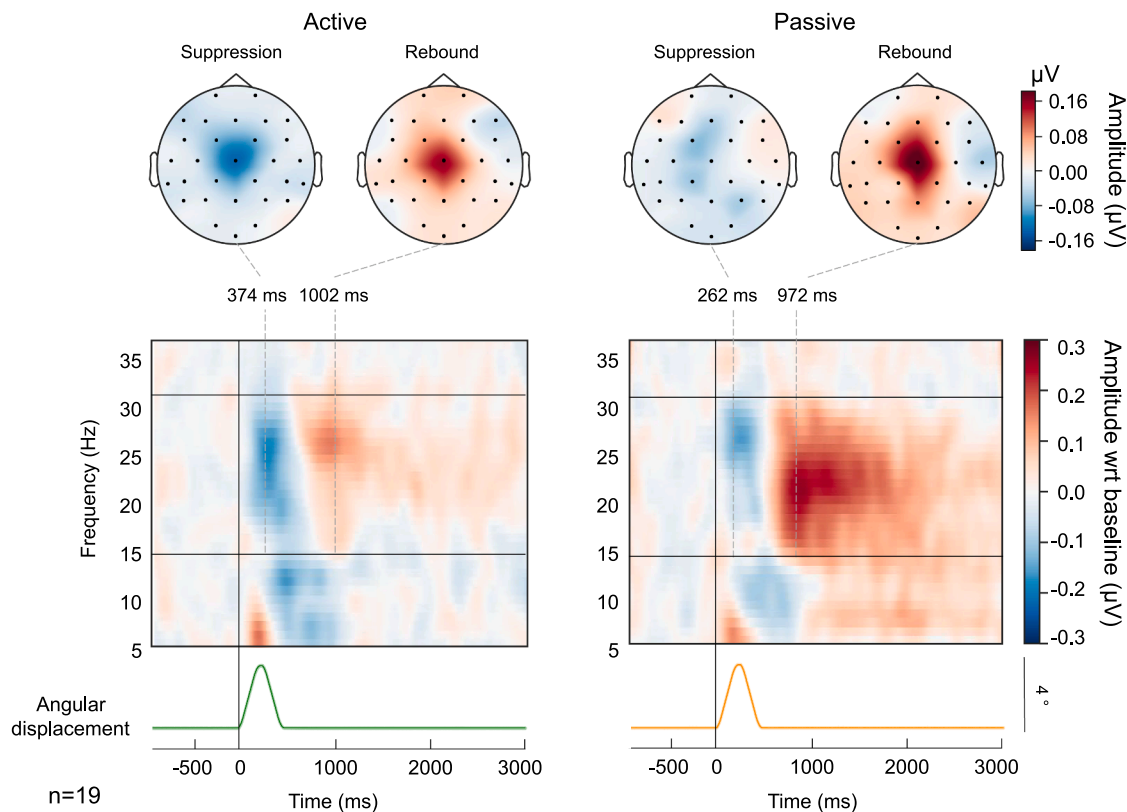 Active
Passive
Suppression
Rebound
Suppression
Rebound
µV
0.16
0.08
0.00
-0.08
-0.16
Amplitude (µV)
374 ms
1002 ms
262 ms
972 ms
35
30
25
20
15
10
5
Frequency (Hz)
35
30
25
20
15
10
5
0.3
0.2
0.1
0.0
-0.1
-0.2
-0.3
Amplitude wrt baseline (µV)
Angular
displacement
4 °
-500
0
1000
2000
3000
-500
0
1000
2000
3000
n=19
Time (ms)
Time (ms)